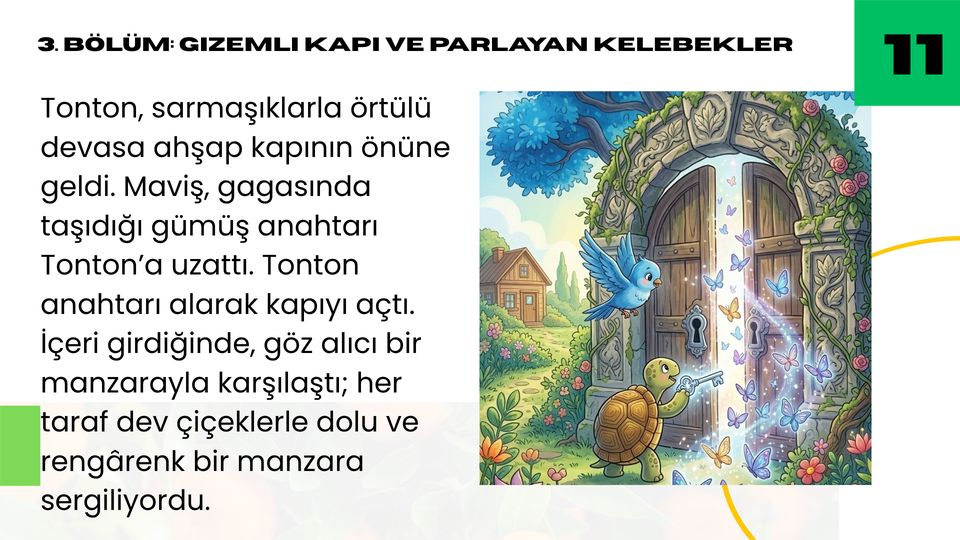 3. BÖLÜM: GIZEMLI KAPI VE PARLAYAN KELEBEKLER
11
Tonton, sarmaşıklarla örtülü
devasa ahşap kapının önüne
geldi. Maviş, gagasında
taşıdığı gümüş anahtarı
Tonton’a uzattı. Tonton
anahtarı alarak kapıyı açtı.
İçeri girdiğinde, göz alıcı bir
manzarayla karşılaştı; her
taraf dev çiçeklerle dolu ve
rengârenk bir manzara
sergiliyordu.